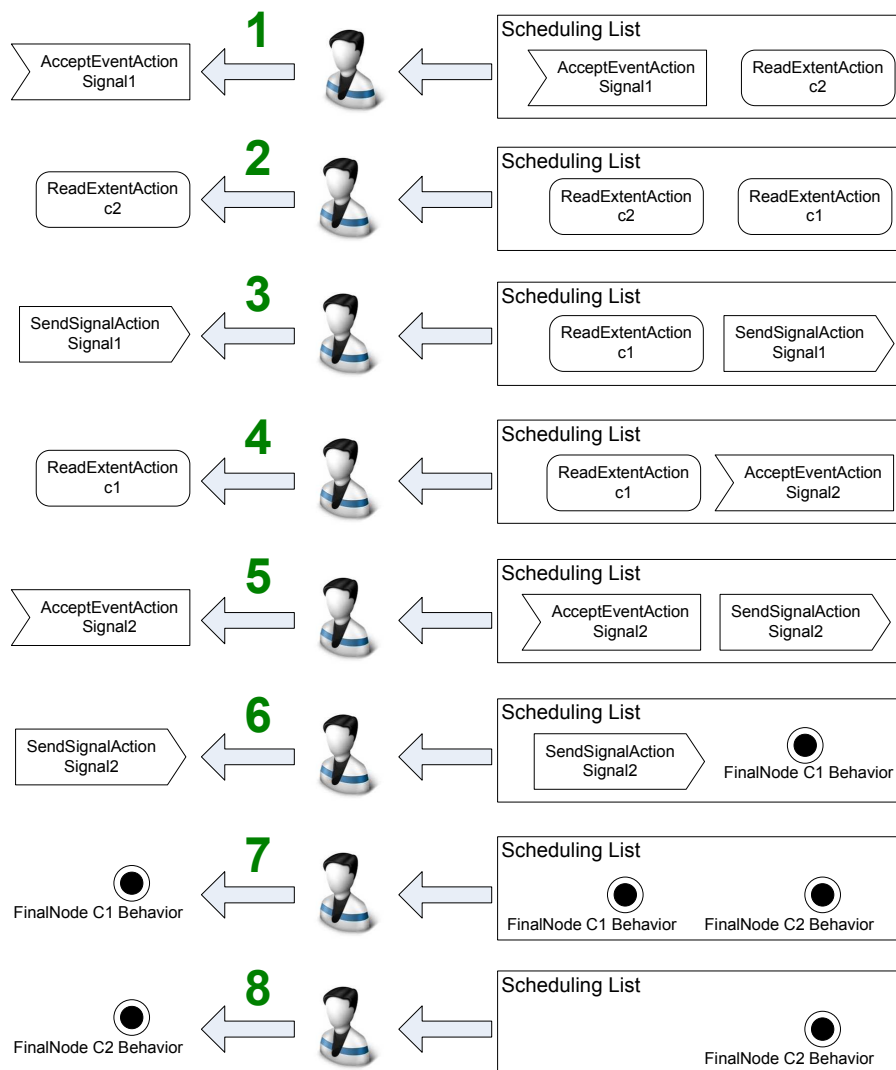 1
Scheduling List
AcceptEventAction
Signal1
AcceptEventAction
Signal1
ReadExtentAction
c2
2
Scheduling List
ReadExtentAction
c2
ReadExtentAction
c2
ReadExtentAction
c1
3
Scheduling List
SendSignalAction
Signal1
ReadExtentAction
c1
SendSignalAction
Signal1
4
Scheduling List
ReadExtentAction
c1
ReadExtentAction
c1
AcceptEventAction
Signal2
5
Scheduling List
AcceptEventAction
Signal2
AcceptEventAction
Signal2
SendSignalAction
Signal2
6
Scheduling List
SendSignalAction
Signal2
SendSignalAction
Signal2
FinalNode C1 Behavior
7
Scheduling List
FinalNode C1 Behavior
FinalNode C1 Behavior
FinalNode C2 Behavior
8
Scheduling List
FinalNode C2 Behavior
FinalNode C2 Behavior